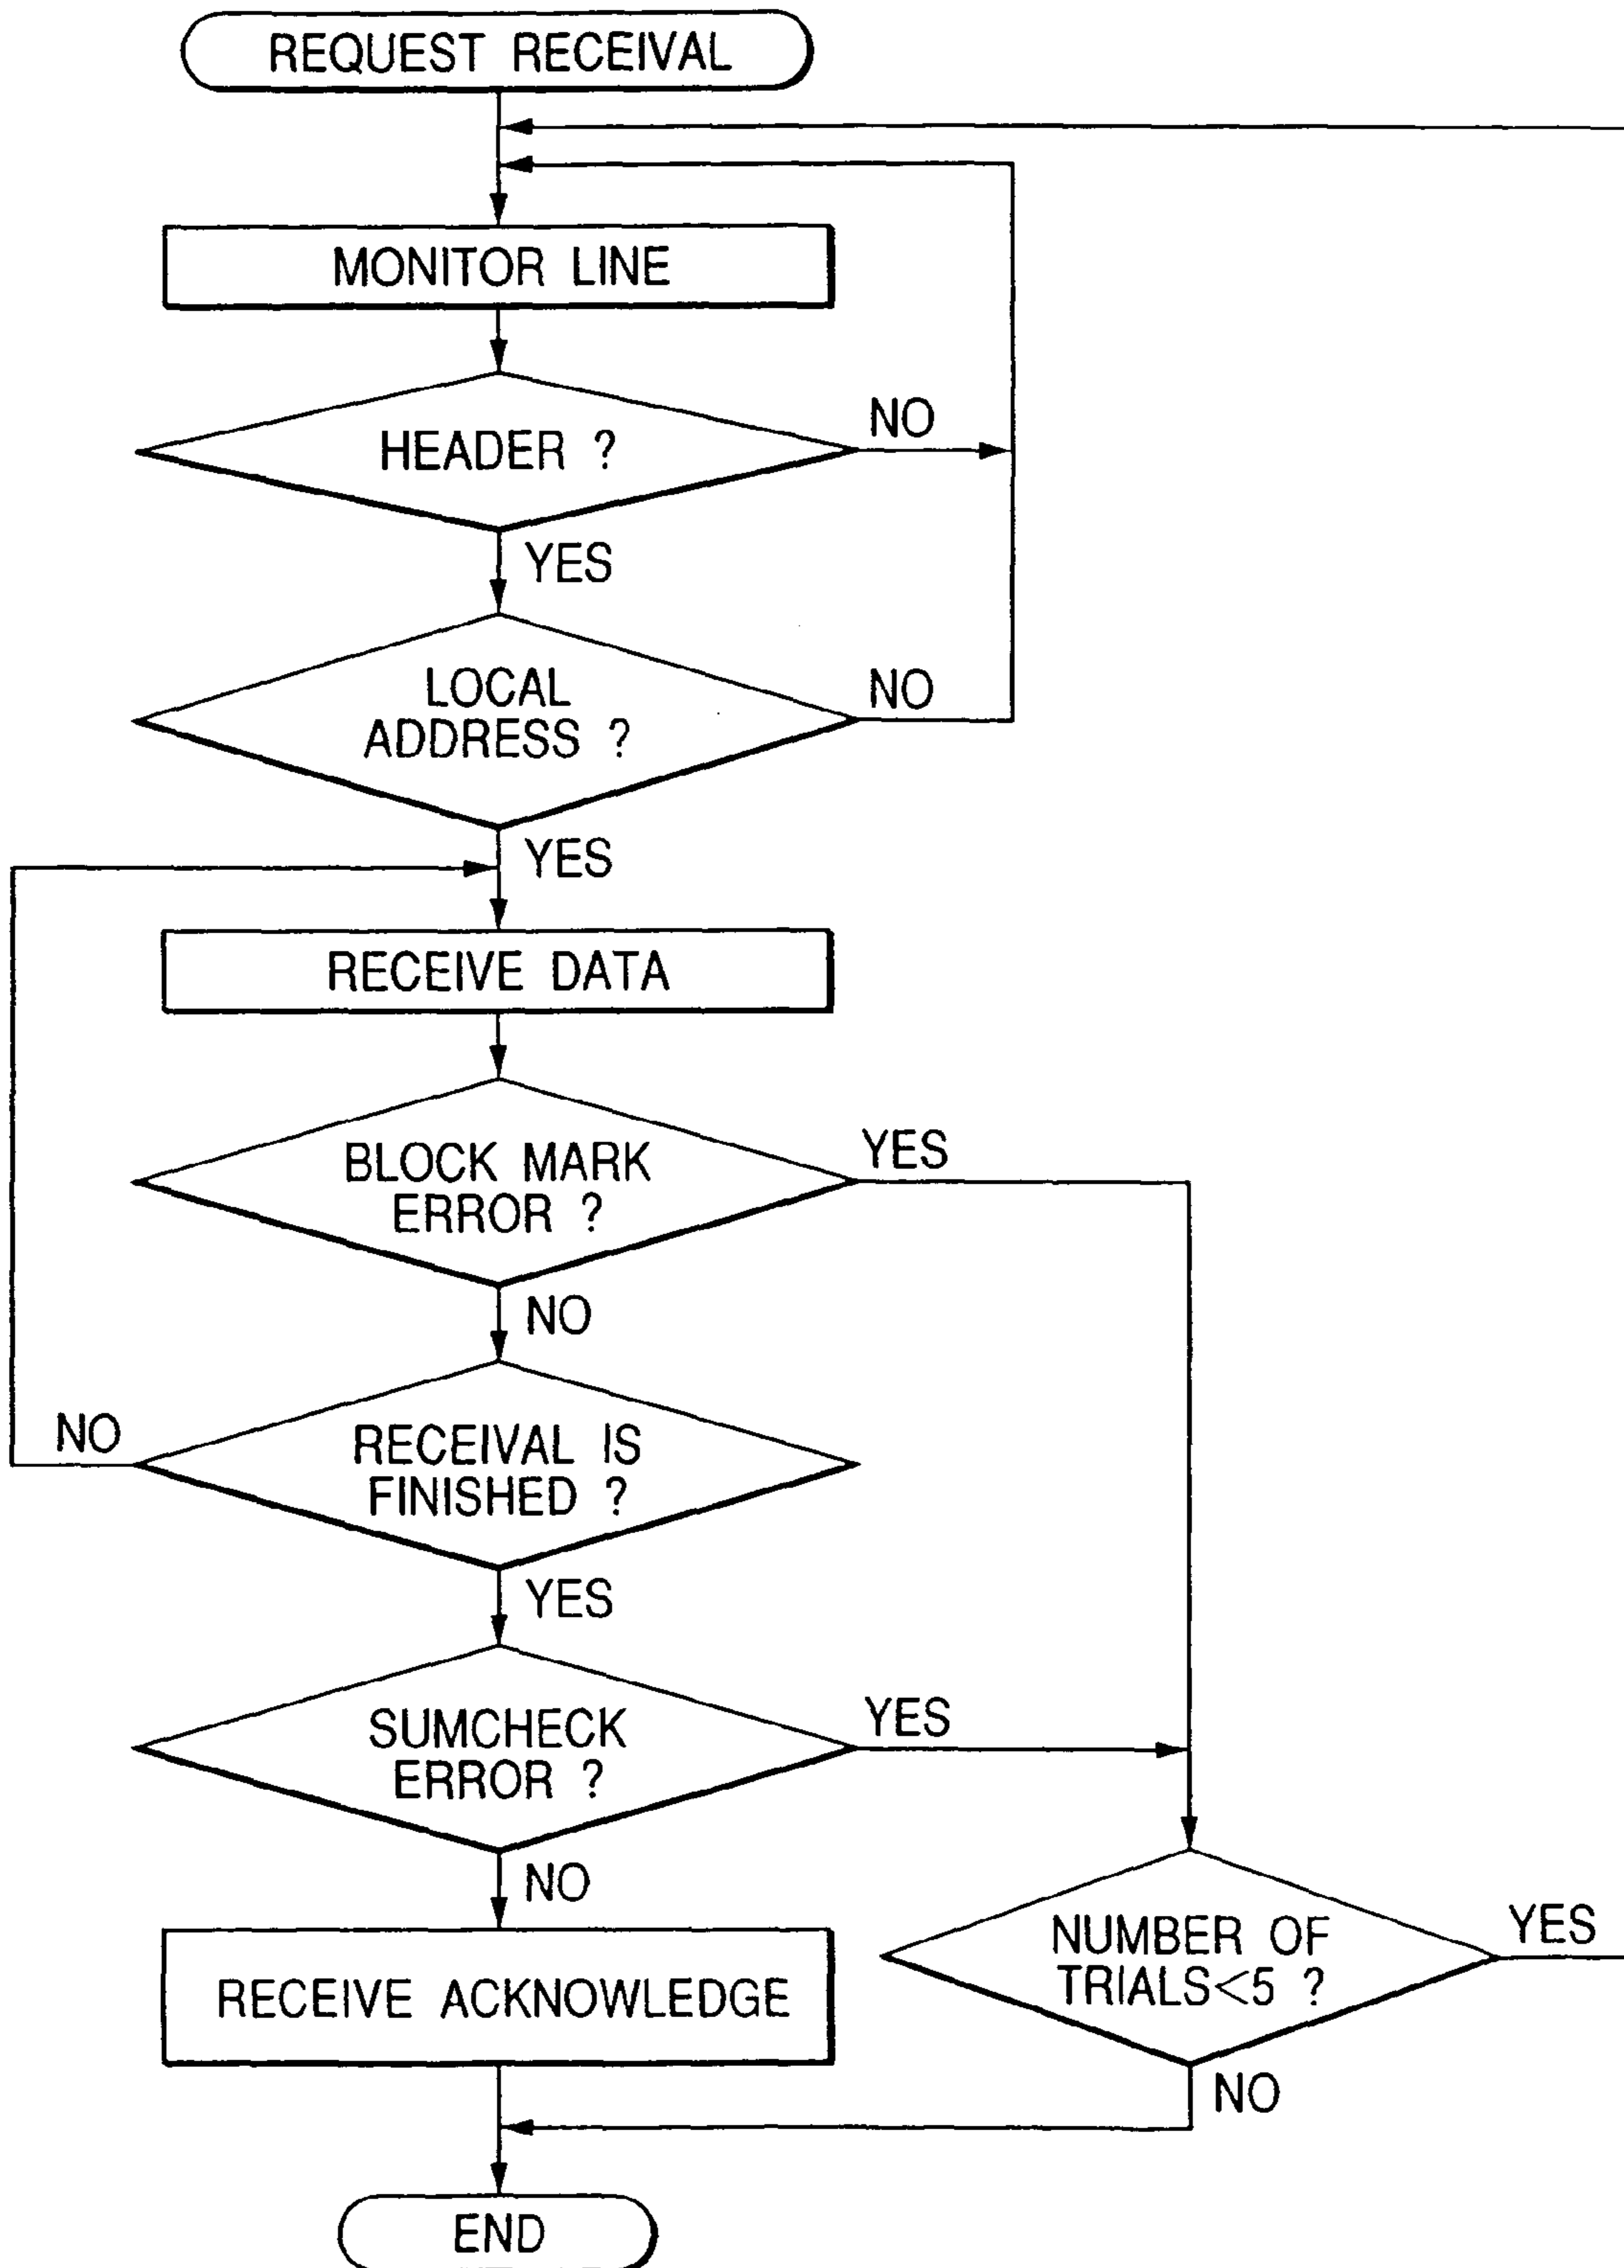 REQUEST RECEIVAL
MONITOR LINE
HEADER ?
NO
YES
LOCAL
ADDRESS ?
NO
YES
RECEIVE DATA
BLOCK MARK
ERROR ?
YES
NO
RECEIVAL IS
FINISHED ?
NO
YES
SUMCHECK
ERROR ?
YES
NO
RECEIVE ACKNOWLEDGE
NUMBER OF
TRIALS<5 ?
YES
NO
END